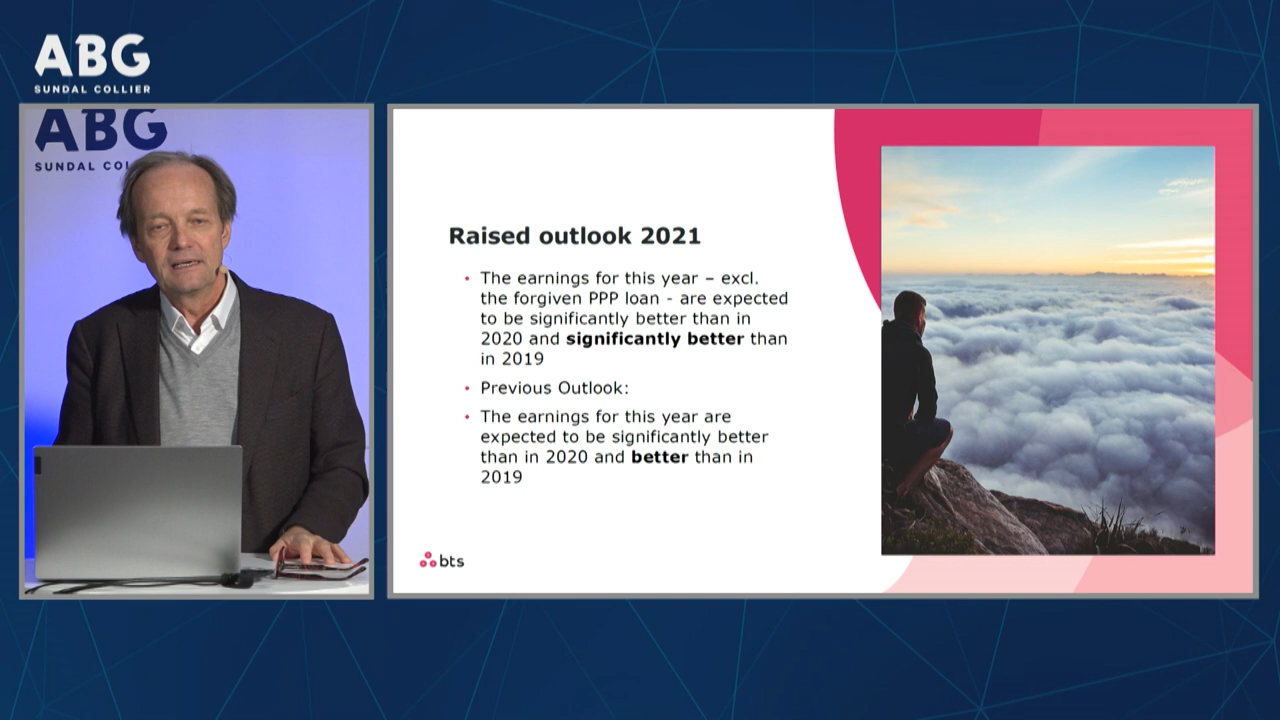 ABG
SUNDAL COLLIER
ABG
SUNDAL COL
Raised outlook 2021
• The earnings for this year – excl.
the forgiven PPP loan - are expected
to be significantly better than in
2020 and significantly better than
in 2019
• Previous Outlook:
• The earnings for this year are
expected to be significantly better
than in 2020 and better than in
2019
bts